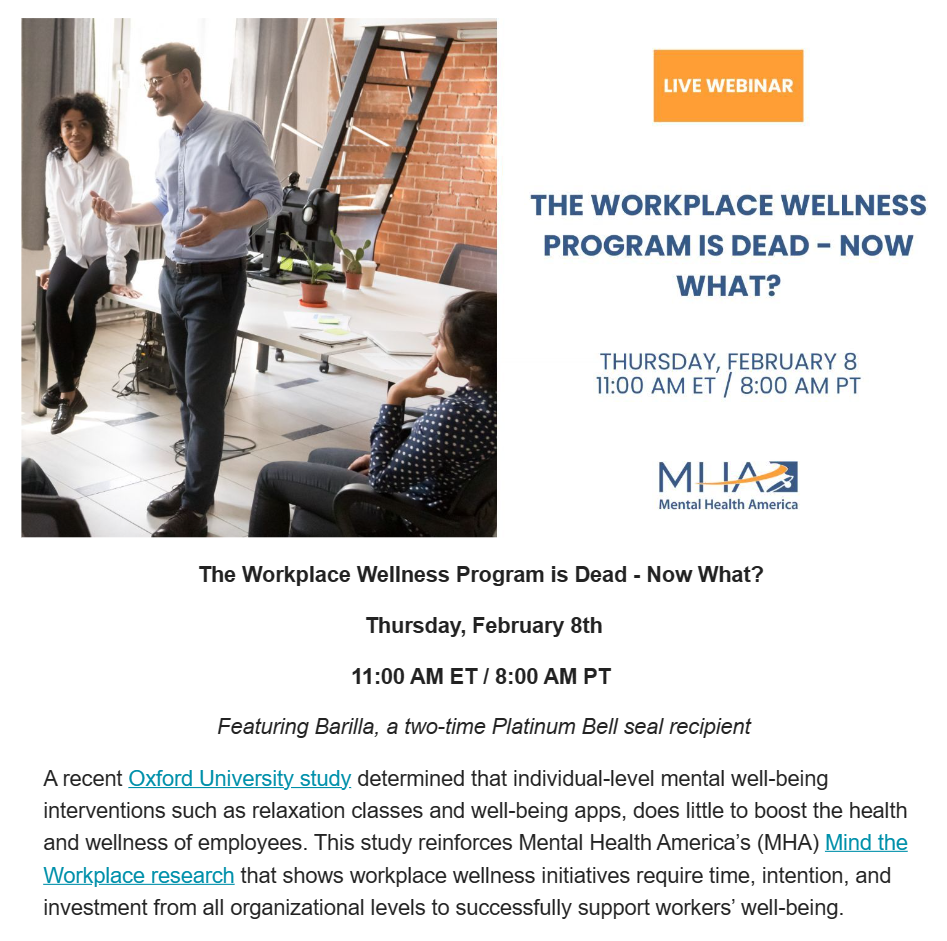 LIVE WEBINAR
THE WORKPLACE WELLNESS
PROGRAM IS DEAD - NOW
WHAT?
THURSDAY, FEBRUARY 8
11:00 AM ET / 8:00 AM PT
MHA
Mental Health America
The Workplace Wellness Program is Dead - Now What?
Thursday, February 8th
11:00 AM ET / 8:00 AM PT
Featuring Barilla, a two-time Platinum Bell seal recipient
A recent Oxford University study determined that individual-level mental well-being
interventions such as relaxation classes and well-being apps, does little to boost the health
and wellness of employees. This study reinforces Mental Health America’s (MHA) Mind the
Workplace research that shows workplace wellness initiatives require time, intention, and
investment from all organizational levels to successfully support workers’ well-being.